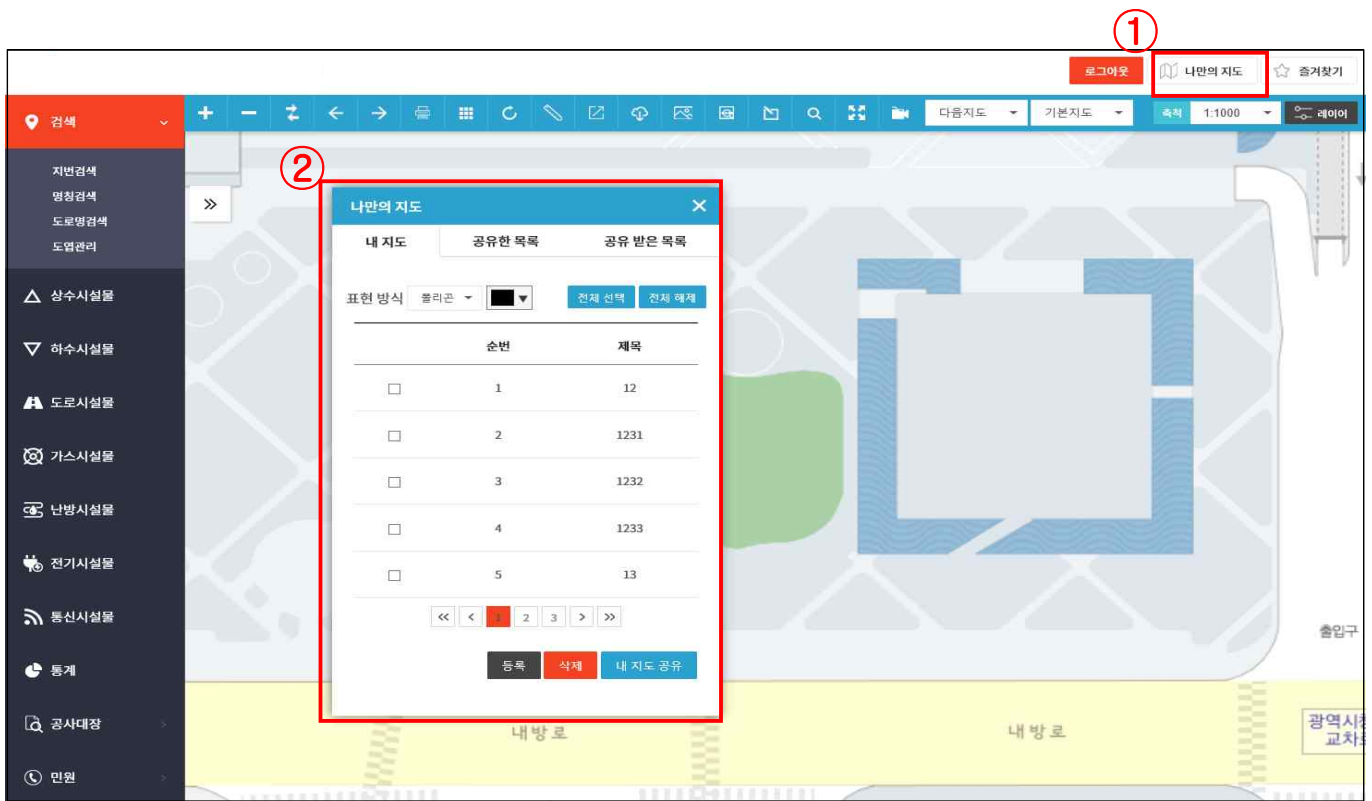 ①
로그아웃 나만의 지도 즐겨찾기
검색 다음지도 기본지도 축척 1:1000 레이어
지번검색
명칭검색
도로명검색
도엽관리
상수시설물
하수시설물
도로시설물
가스시설물
난방시설물
전기시설물
통신시설물
통계
공사대장
민원
②
나만의 지도
내 지도 공유한 목록 공유 받은 목록
표현 방식 폴리곤 전체 선택 전체 해제
순번 제목
1 12
2 1231
3 1232
4 1233
5 13
1 2 3
등록 삭제 내 지도 공유
출입구
내방로 내방로
광역시청
교차로